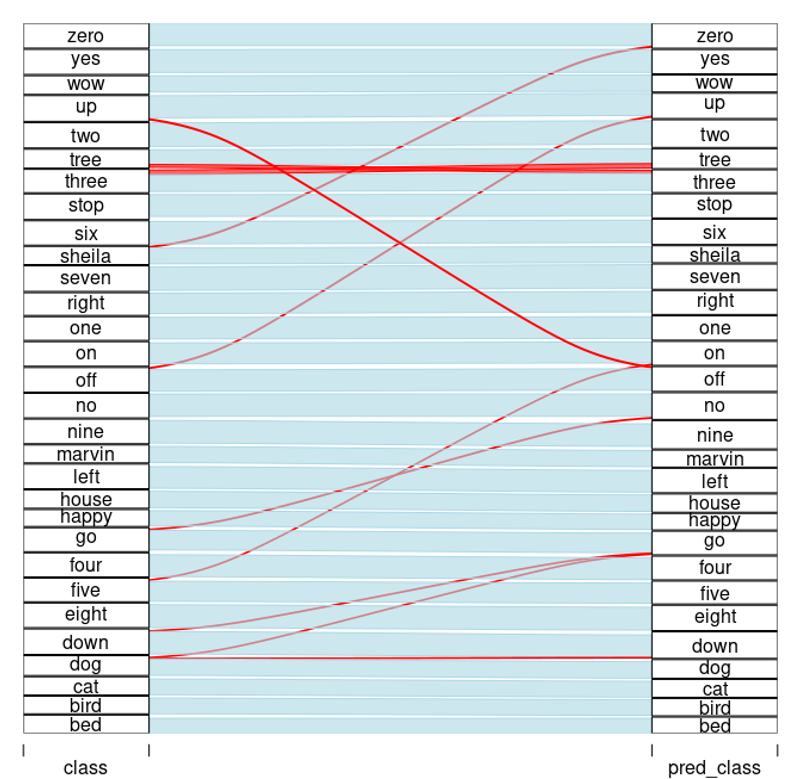 zero zero
yes yes
wow wow
up up
two two
tree tree
three three
stop stop
six six
sheila sheila
seven seven
right right
one one
on on
off off
no no
nine nine
marvin marvin
left left
house house
happy happy
go go
four four
five five
eight eight
down down
dog dog
cat cat
bird bird
bed bed
class pred_class